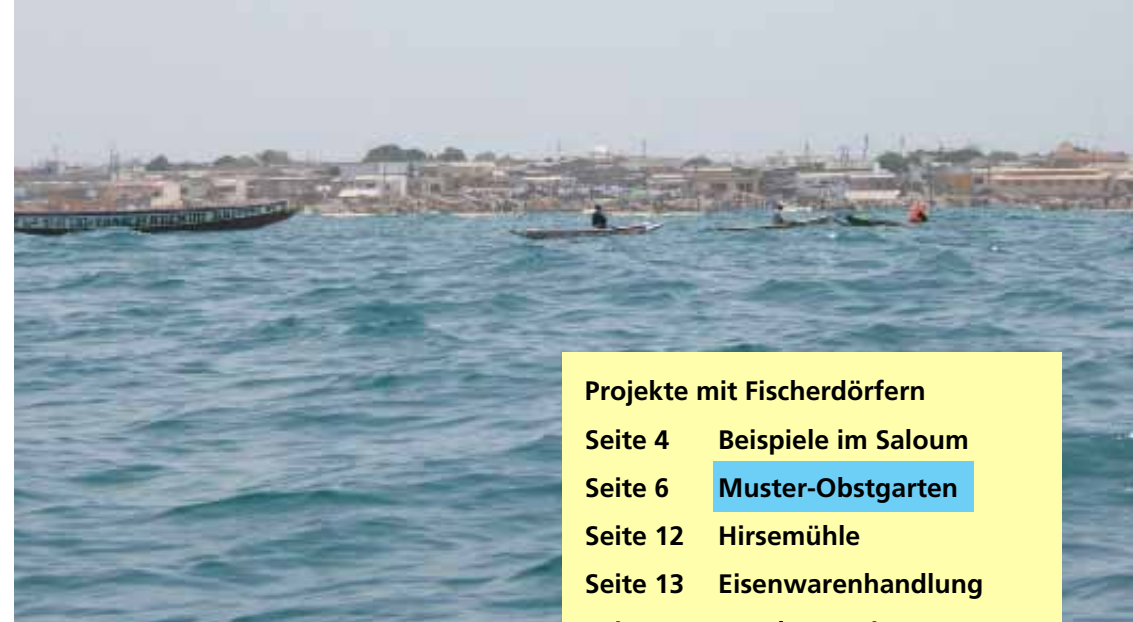 Projekte mit Fischerdörfern
Seite 4 Beispiele im Saloum
Seite 6 Muster-Obstgarten
Seite 12 Hirsemühle
Seite 13 Eisenwarenhandlung